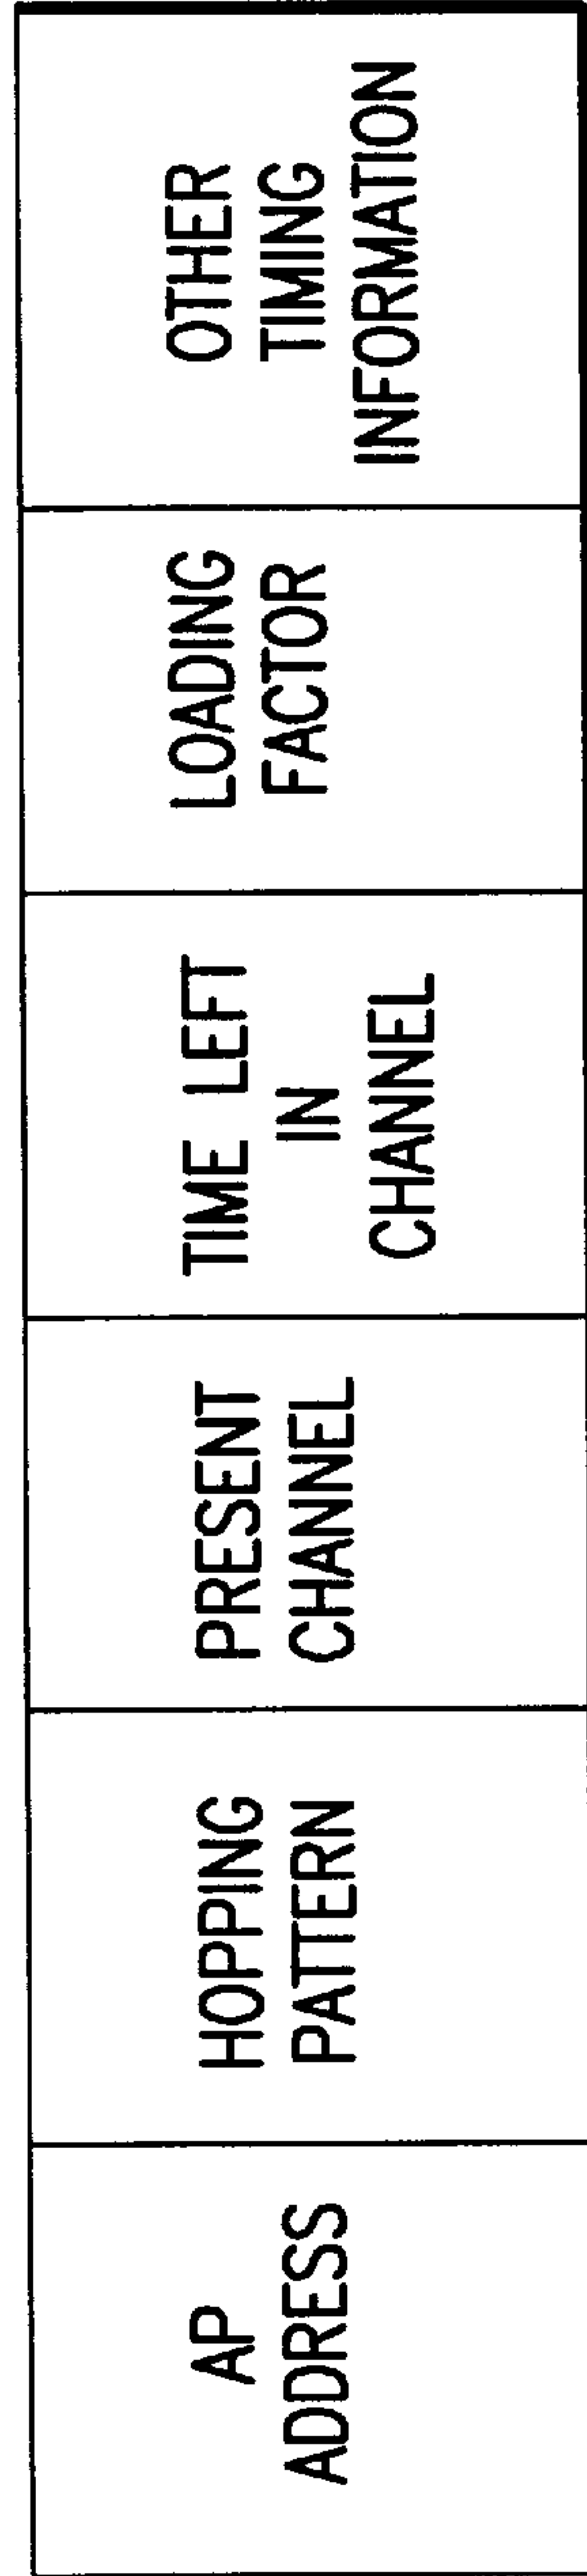 AP
ADDRESS
HOPPING
PATTERN
PRESENT
CHANNEL
TIME LEFT
IN
CHANNEL
LOADING
FACTOR
OTHER
TIMING
INFORMATION